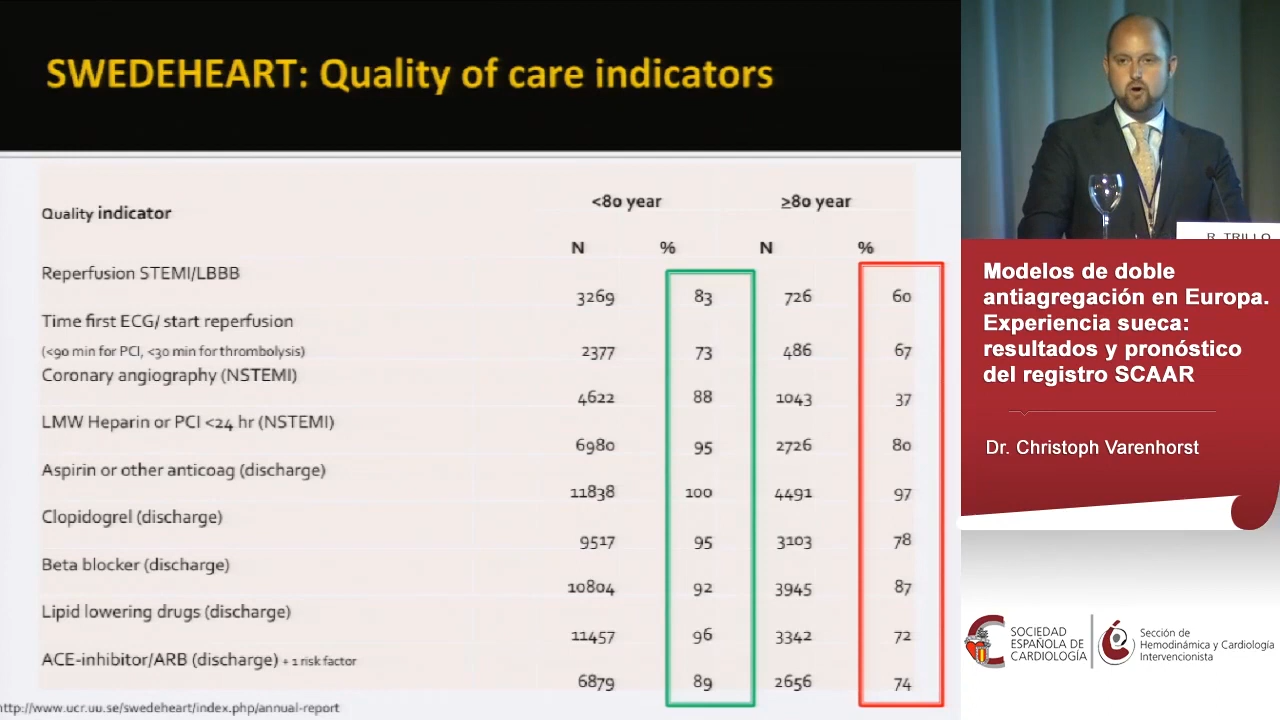 SWEDEHEART: Quality of care indicators
Quality indicator <80 year ≥80 year
N % N %
Reperfusion STEMI/LBBB
3269 83 726 60
Time first ECG/ start reperfusion
(<90 min for PCI, <30 min for thrombolysis) 2377 73 486 67
Coronary angiography (NSTEMI)
4622 88 1043 37
LMW Heparin or PCI <24 hr (NSTEMI)
6980 95 2726 80
Aspirin or other anticoag (discharge)
11838 100 4491 97
Clopidogrel (discharge)
9517 95 3103 78
Beta blocker (discharge)
10804 92 3945 87
Lipid lowering drugs (discharge)
11457 96 3342 72
ACE-inhibitor/ARB (discharge) + 1 risk factor
6879 89 2656 74
http://www.ucr.uu.se/swedeheart/index.php/annual-report
R. TRILLO
Modelos de doble
antiagregación en Europa.
Experiencia sueca:
resultados y pronóstico
del registro SCAAR
Dr. Christoph Varenhorst
SOCIEDAD
ESPAÑOLA DE
CARDIOLOGÍA
Sección de
Hemodinámica y Cardiología
Intervencionista